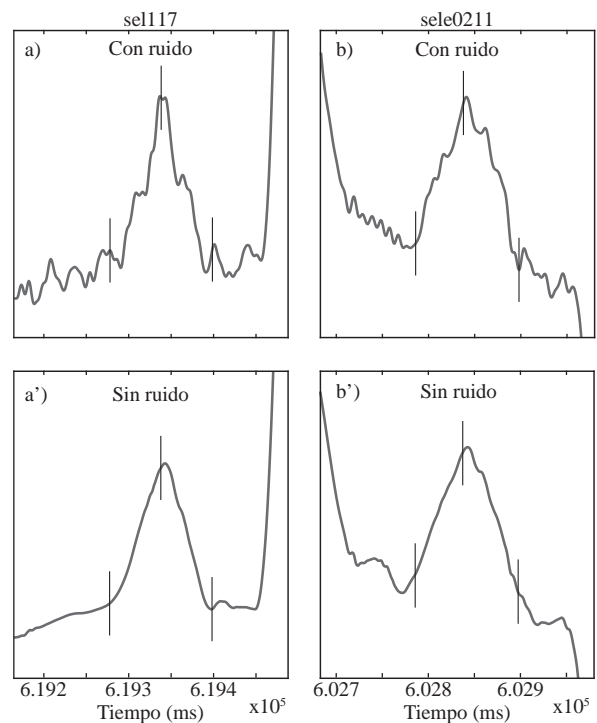 sel117 sele0211
a) Con ruido b) Con ruido
a’) Sin ruido b’) Sin ruido
6.192 6.193 6.194 6.027 6.028 6.029
Tiempo (ms) x10⁵ Tiempo (ms) x10⁵